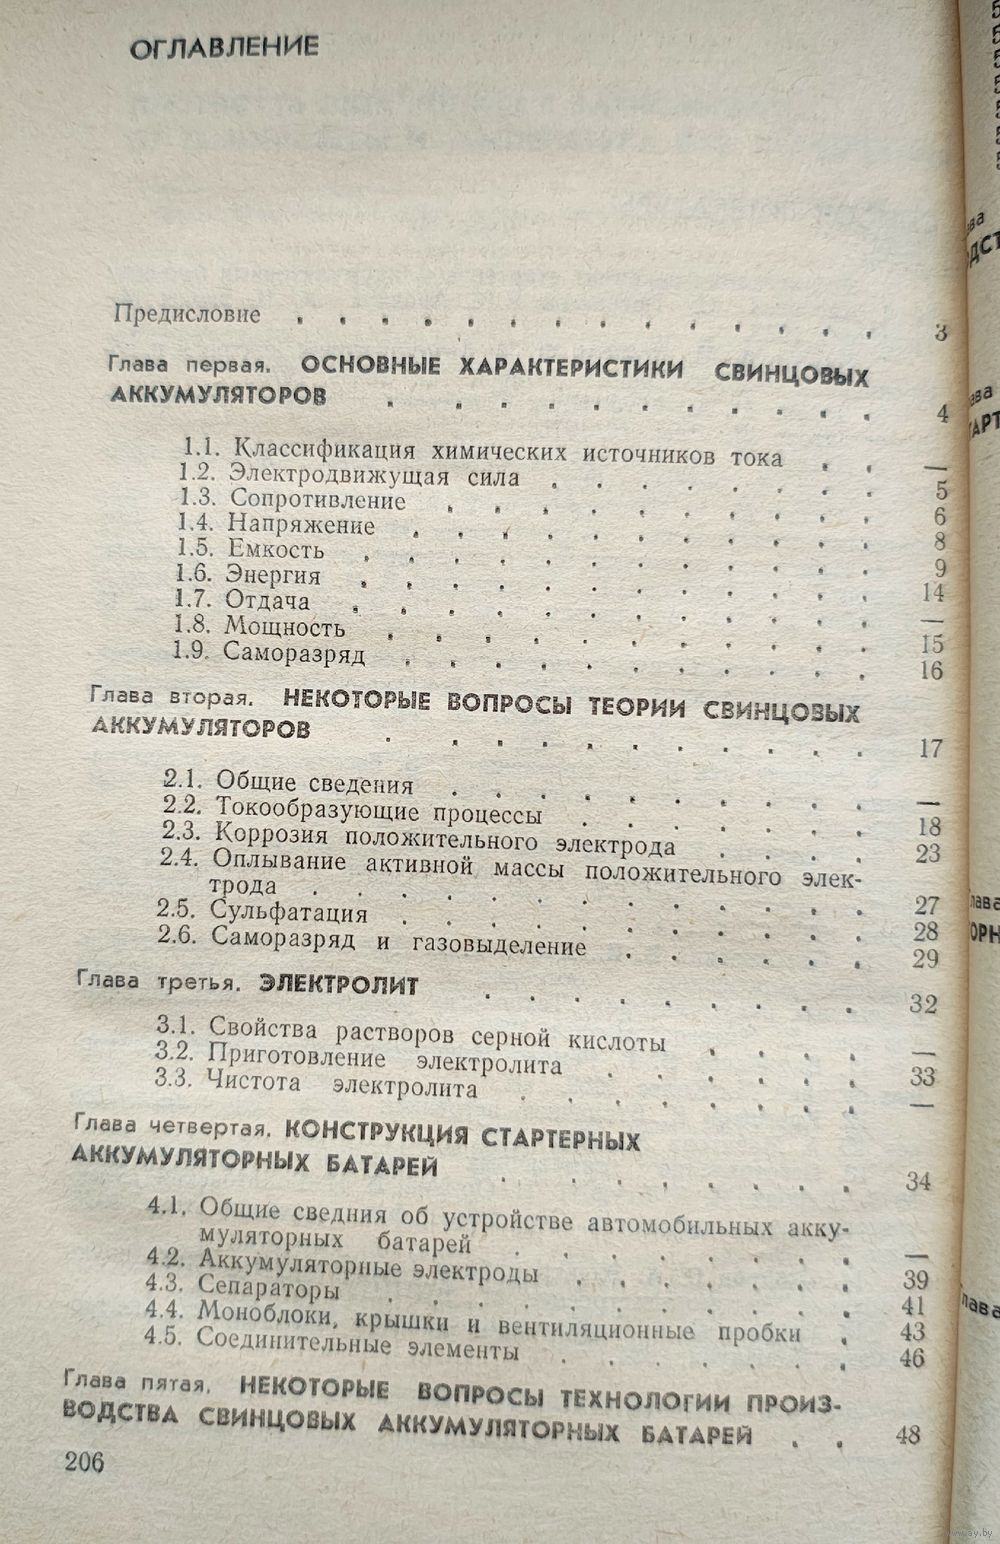 ОГЛАВЛЕНИЕ
Предисловие . . . . . . . . . . . . . . 3
Глава первая. ОСНОВНЫЕ ХАРАКТЕРИСТИКИ СВИНЦОВЫХ
АККУМУЛЯТОРОВ . . . . . . . . . . . 4
1.1. Классификация химических источников тока . . —
1.2. Электродвижущая сила . . . . . . . . 5
1.3. Сопротивление . . . . . . . . . . 6
1.4. Напряжение . . . . . . . . . . . 8
1.5. Емкость . . . . . . . . . . . . 9
1.6. Энергия . . . . . . . . . . . . 14
1.7. Отдача . . . . . . . . . . . . —
1.8. Мощность . . . . . . . . . . . 15
1.9. Саморазряд . . . . . . . . . . . 16
Глава вторая. НЕКОТОРЫЕ ВОПРОСЫ ТЕОРИИ СВИНЦОВЫХ
АККУМУЛЯТОРОВ . . . . . . . . . . . 17
2.1. Общие сведения . . . . . . . . . . —
2.2. Токообразующие процессы . . . . . . . 18
2.3. Коррозия положительного электрода . . . . 23
2.4. Оплывание активной массы положительного элек-
трода . . . . . . . . . . . . . 27
2.5. Сульфатация . . . . . . . . . . . 28
2.6. Саморазряд и газовыделение . . . . . . 29
Глава третья. ЭЛЕКТРОЛИТ . . . . . . . . . 32
3.1. Свойства растворов серной кислоты . . . . —
3.2. Приготовление электролита . . . . . . 33
3.3. Чистота электролита . . . . . . . . —
Глава четвертая. КОНСТРУКЦИЯ СТАРТЕРНЫХ
АККУМУЛЯТОРНЫХ БАТАРЕЙ . . . . . . . . 34
4.1. Общие сведния об устройстве автомобильных акку-
муляторных батарей . . . . . . . . —
4.2. Аккумуляторные электроды . . . . . . . 39
4.3. Сепараторы . . . . . . . . . . . 41
4.4. Моноблоки, крышки и вентиляционные пробки . 43
4.5. Соединительные элементы . . . . . . . 46
Глава пятая. НЕКОТОРЫЕ ВОПРОСЫ ТЕХНОЛОГИИ ПРОИЗ-
ВОДСТВА СВИНЦОВЫХ АККУМУЛЯТОРНЫХ БАТАРЕЙ . . 48
206